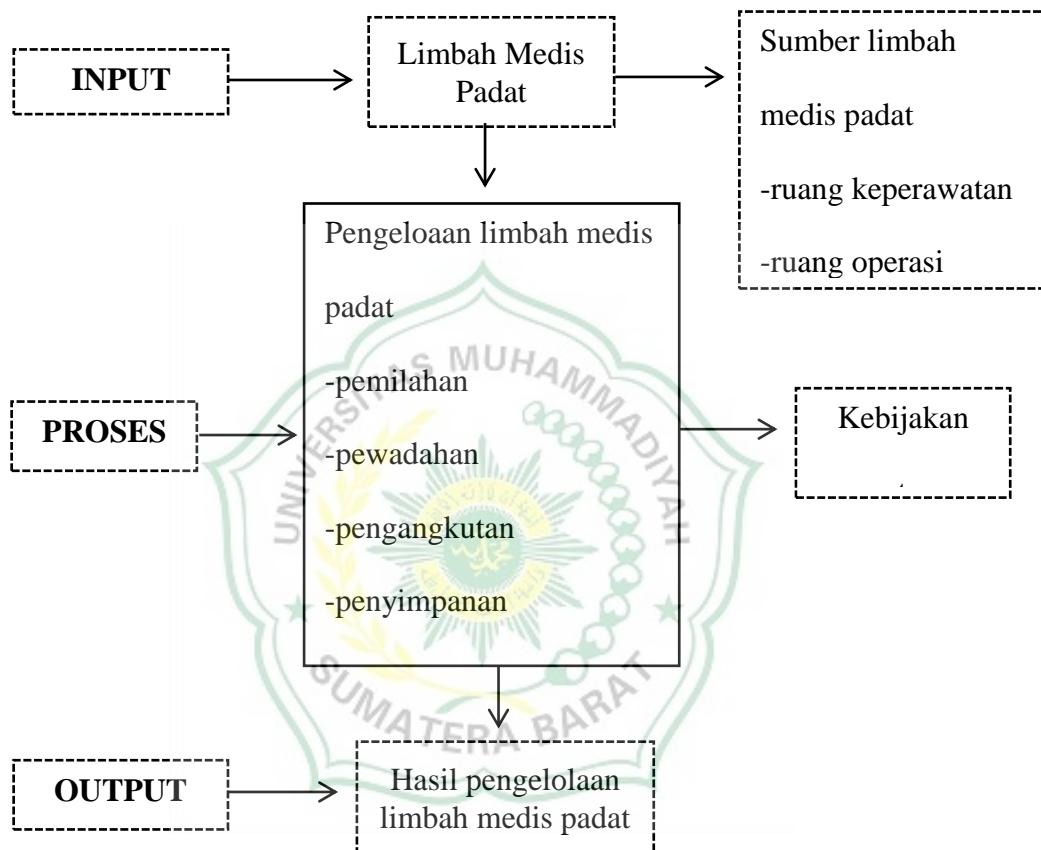 INPUT
Limbah Medis
Padat
Sumber limbah
medis padat
-ruang keperawatan
-ruang operasi
PROSES
Pengeloaan limbah medis
padat
-pemilahan
-pewadahan
-pengangkutan
-penyimpanan
Kebijakan
OUTPUT
Hasil pengelolaan
limbah medis padat
UNIVERSITAS MUHAMMADIYAH
SUMATERA BARAT